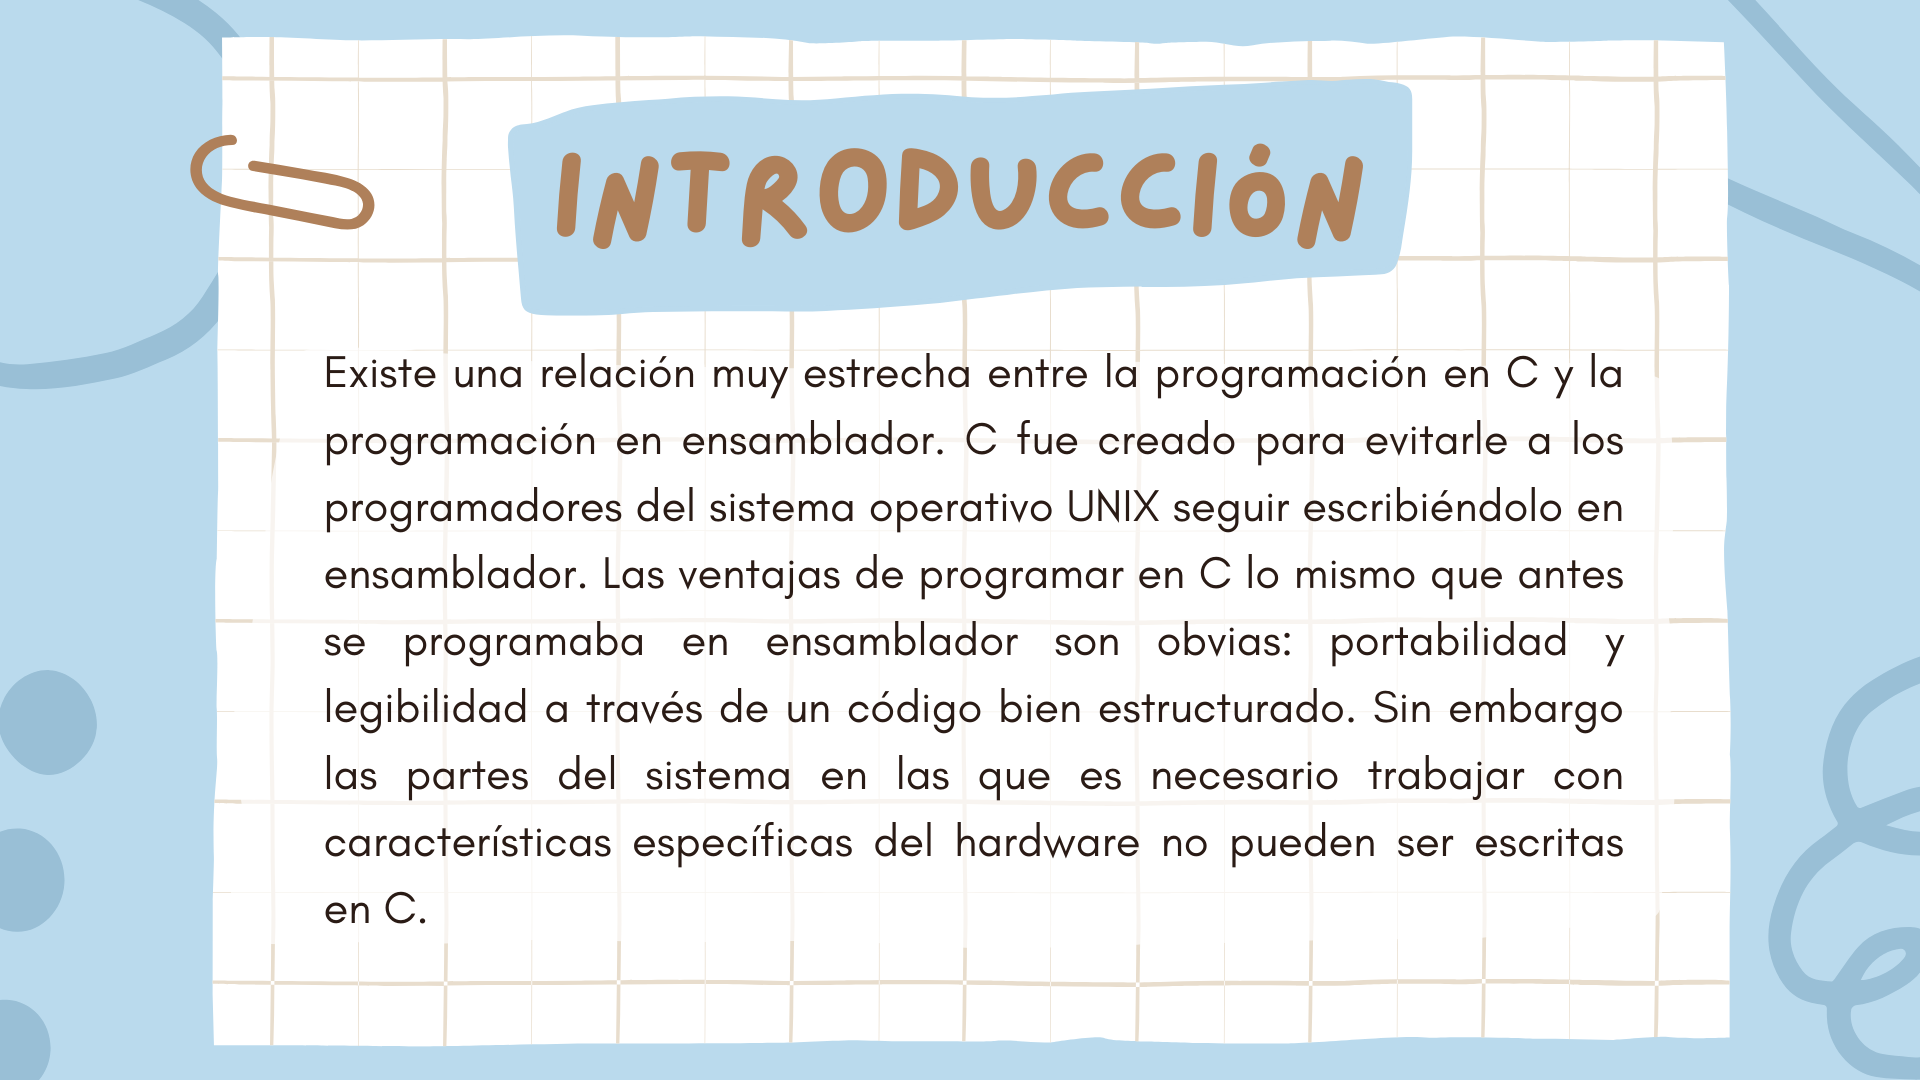 INTRODUCCIÓN
Existe una relación muy estrecha entre la programación en C y la
programación en ensamblador. C fue creado para evitarle a los
programadores del sistema operativo UNIX seguir escribiéndolo en
ensamblador. Las ventajas de programar en C lo mismo que antes
se programaba en ensamblador son obvias: portabilidad y
legibilidad a través de un código bien estructurado. Sin embargo
las partes del sistema en las que es necesario trabajar con
características específicas del hardware no pueden ser escritas
en C.